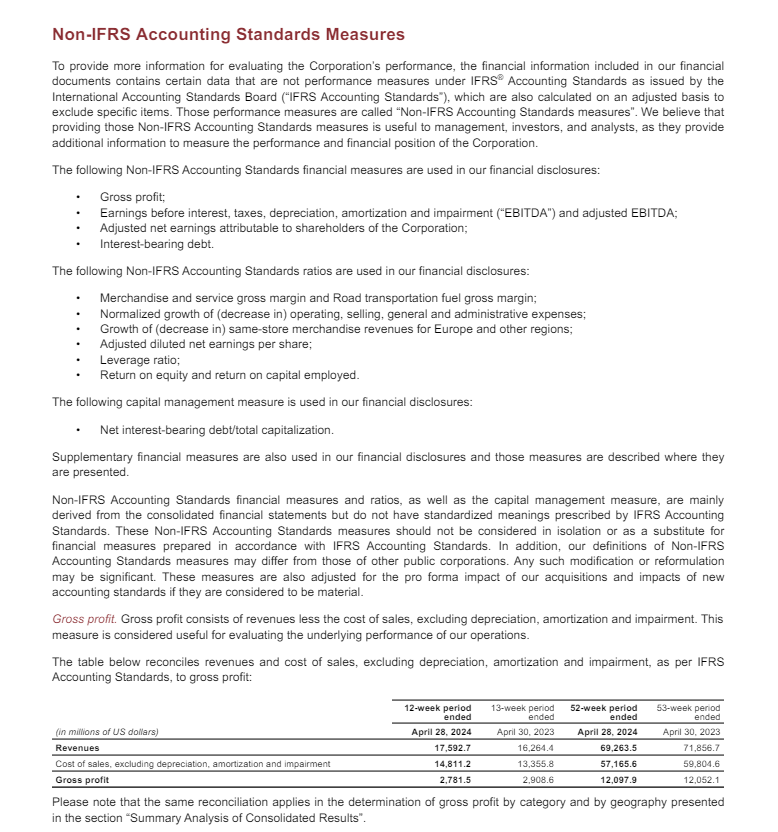 Non-IFRS Accounting Standards Measures
To provide more information for evaluating the Corporation’s performance, the financial information included in our financial
documents contains certain data that are not performance measures under IFRS® Accounting Standards as issued by the
International Accounting Standards Board (“IFRS Accounting Standards”), which are also calculated on an adjusted basis to
exclude specific items. Those performance measures are called “Non-IFRS Accounting Standards measures”. We believe that
providing those Non-IFRS Accounting Standards measures is useful to management, investors, and analysts, as they provide
additional information to measure the performance and financial position of the Corporation.
The following Non-IFRS Accounting Standards financial measures are used in our financial disclosures:
• Gross profit;
• Earnings before interest, taxes, depreciation, amortization and impairment (“EBITDA”) and adjusted EBITDA;
• Adjusted net earnings attributable to shareholders of the Corporation;
• Interest-bearing debt.
The following Non-IFRS Accounting Standards ratios are used in our financial disclosures:
• Merchandise and service gross margin and Road transportation fuel gross margin;
• Normalized growth of (decrease in) operating, selling, general and administrative expenses;
• Growth of (decrease in) same-store merchandise revenues for Europe and other regions;
• Adjusted diluted net earnings per share;
• Leverage ratio;
• Return on equity and return on capital employed.
The following capital management measure is used in our financial disclosures:
• Net interest-bearing debt/total capitalization.
Supplementary financial measures are also used in our financial disclosures and those measures are described where they
are presented.
Non-IFRS Accounting Standards financial measures and ratios, as well as the capital management measure, are mainly
derived from the consolidated financial statements but do not have standardized meanings prescribed by IFRS Accounting
Standards. These Non-IFRS Accounting Standards measures should not be considered in isolation or as a substitute for
financial measures prepared in accordance with IFRS Accounting Standards. In addition, our definitions of Non-IFRS
Accounting Standards measures may differ from those of other public corporations. Any such modification or reformulation
may be significant. These measures are also adjusted for the pro forma impact of our acquisitions and impacts of new
accounting standards if they are considered to be material.
Gross profit. Gross profit consists of revenues less the cost of sales, excluding depreciation, amortization and impairment. This
measure is considered useful for evaluating the underlying performance of our operations.
The table below reconciles revenues and cost of sales, excluding depreciation, amortization and impairment, as per IFRS
Accounting Standards, to gross profit:
12-week period 13-week period 52-week period 53-week period
ended ended ended ended
(in millions of US dollars) April 28, 2024 April 30, 2023 April 28, 2024 April 30, 2023
Revenues 17,592.7 16,264.4 69,263.5 71,856.7
Cost of sales, excluding depreciation, amortization and impairment 14,811.2 13,355.8 57,165.6 59,804.6
Gross profit 2,781.5 2,908.6 12,097.9 12,052.1
Please note that the same reconciliation applies in the determination of gross profit by category and by geography presented
in the section “Summary Analysis of Consolidated Results”.